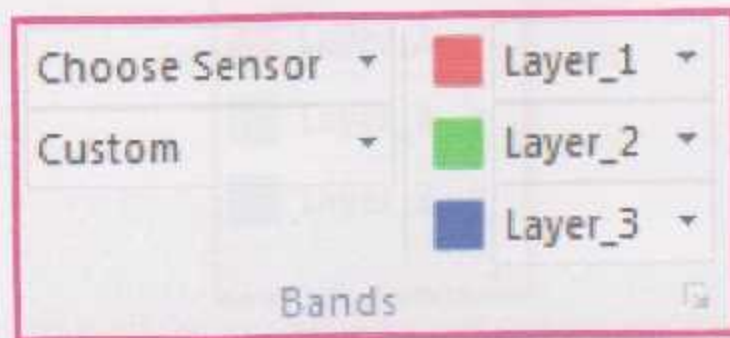 Choose Sensor
Custom
Layer_1
Layer_2
Layer_3
Bands